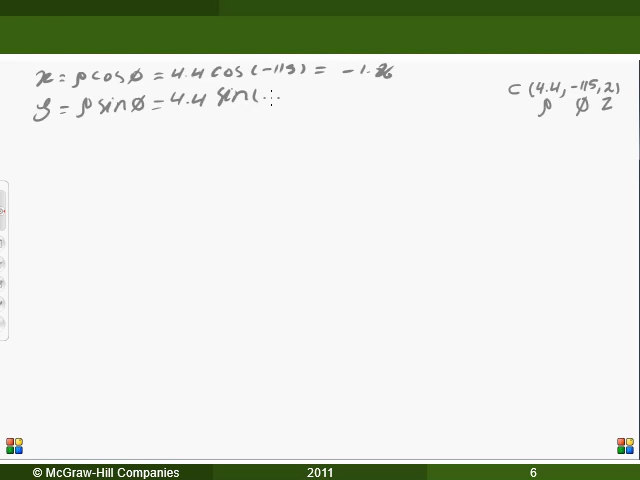 x = ρ cos ϕ = 4.4 cos (-115) = -1.86
y = ρ sin ϕ = 4.4 sin (
C (4.4, -115, 2)
ρ ϕ z
© McGraw-Hill Companies 2011 6